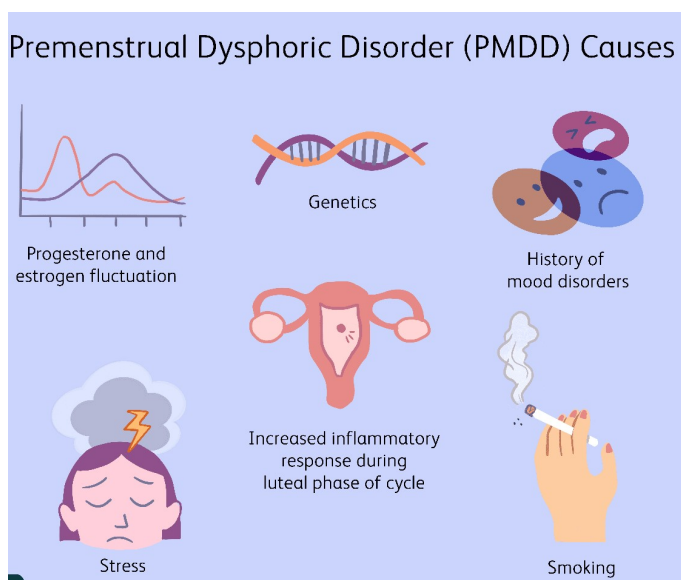 Premenstrual Dysphoric Disorder (PMDD) Causes
Progesterone and
estrogen fluctuation
Genetics
History of
mood disorders
Stress
Increased inflammatory
response during
luteal phase of cycle
Smoking